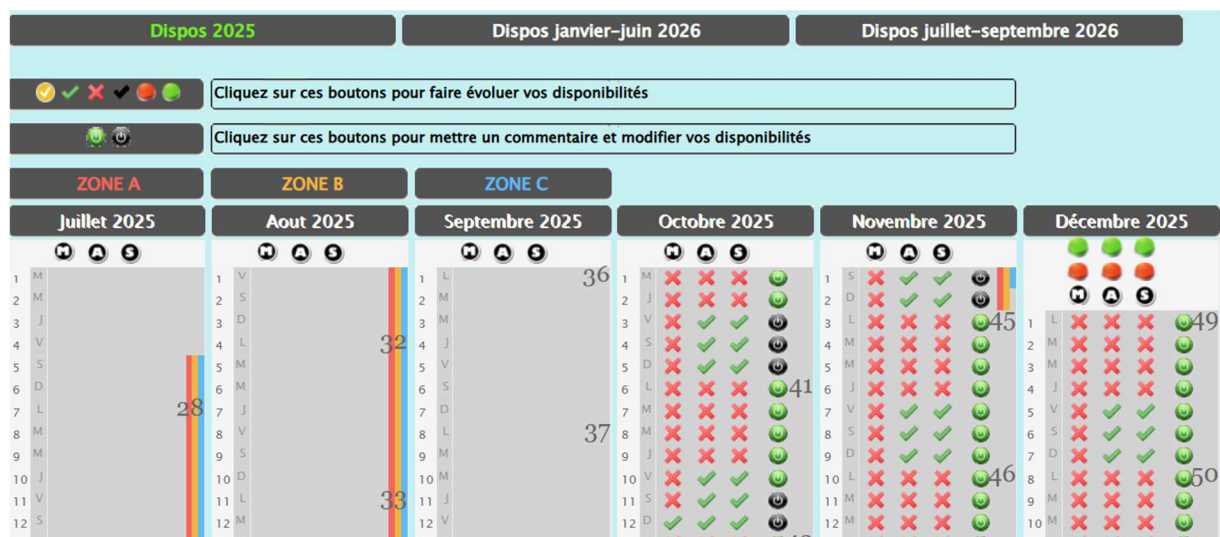 Dispos 2025 Dispos janvier-juin 2026 Dispos juillet-septembre 2026
Cliquez sur ces boutons pour faire évoluer vos disponibilités
Cliquez sur ces boutons pour mettre un commentaire et modifier vos disponibilités
ZONE A ZONE B ZONE C
Juillet 2025 Aout 2025 Septembre 2025 Octobre 2025 Novembre 2025 Décembre 2025
M A S M A S M A S M A S M A S
1 M 1 V 1 L 36 1 M 1 S
2 M 2 S 2 M 2 J 2 D M A S
3 J 3 D 3 M 3 V 3 L 45 1 L 49
4 V 4 L 32 4 J 4 S 4 M 2 M
5 S 5 M 5 V 5 D 5 M 3 M
6 D 6 M 6 S 6 L 41 6 J 4 J
7 L 28 7 J 7 D 7 M 7 V 5 V
8 M 8 V 8 L 37 8 M 8 S 6 S
9 M 9 S 9 M 9 J 9 D 7 D
10 J 10 D 10 M 10 V 10 L 46 8 L 50
11 V 11 L 33 11 J 11 S 11 M 9 M
12 S 12 M 12 V 12 D 12 M 10 M